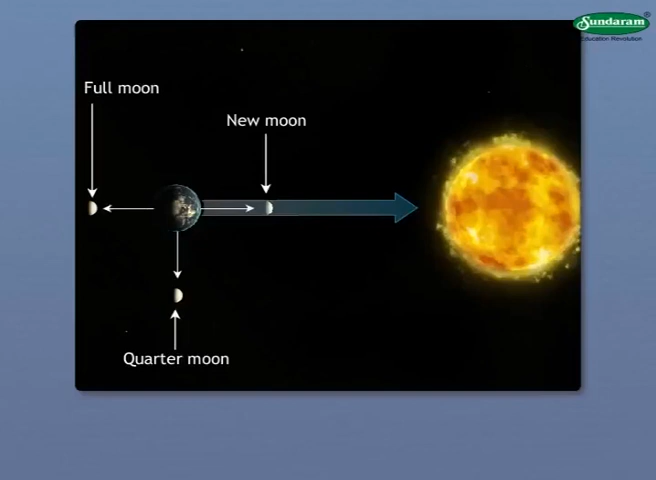 Sundaram®
Education Revolution
Full moon
New moon
Quarter moon